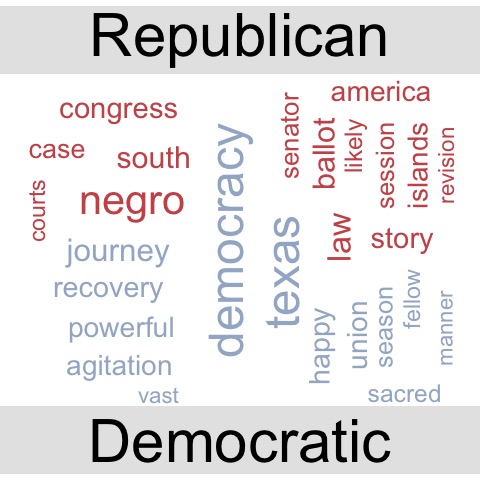 Republican
america
congress
senator
ballot
likely
session
islands
revision
case
south
courts
negro
law
story
democracy
texas
journey
recovery
powerful
agitation
vast
happy
union
season
fellow
manner
sacred
Democratic